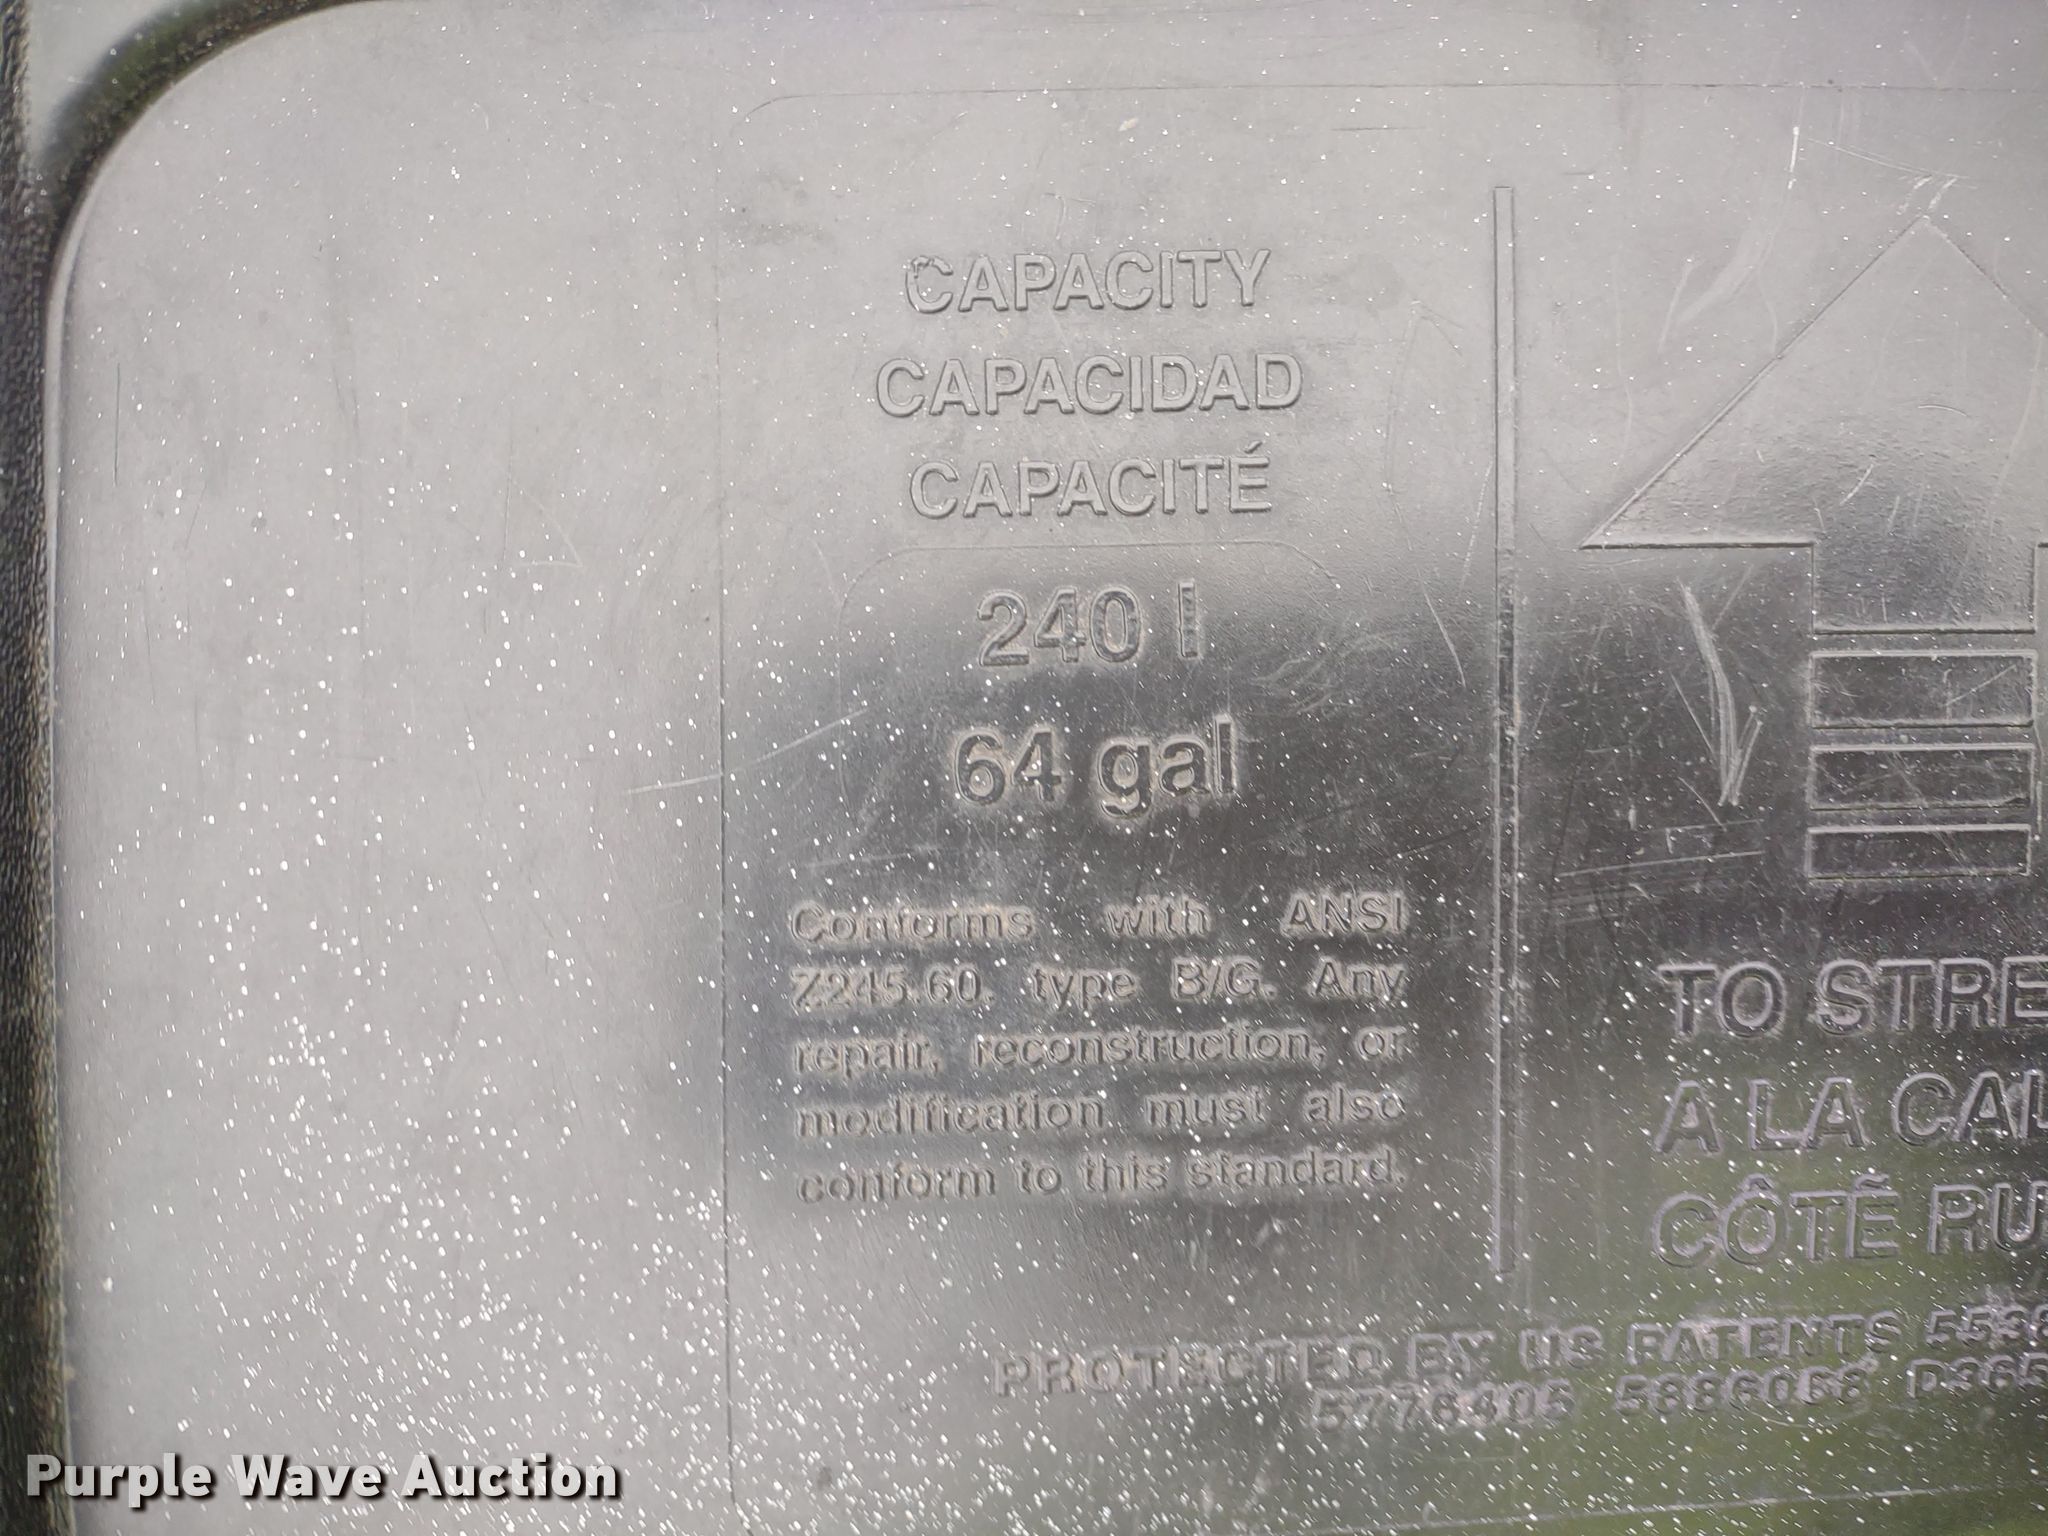 CAPACITY
CAPACIDAD
CAPACITÉ
240 l
64 gal
Conforms with ANSI
Z245.60. type B/G. Any
repair, reconstruction, or
modification must also
conform to this standard.
TO STRE
A LA CAL
CÔTÉ RU
PROTECTED BY US PATENTS 5538
5776405 5886068 D365
Purple Wave Auction